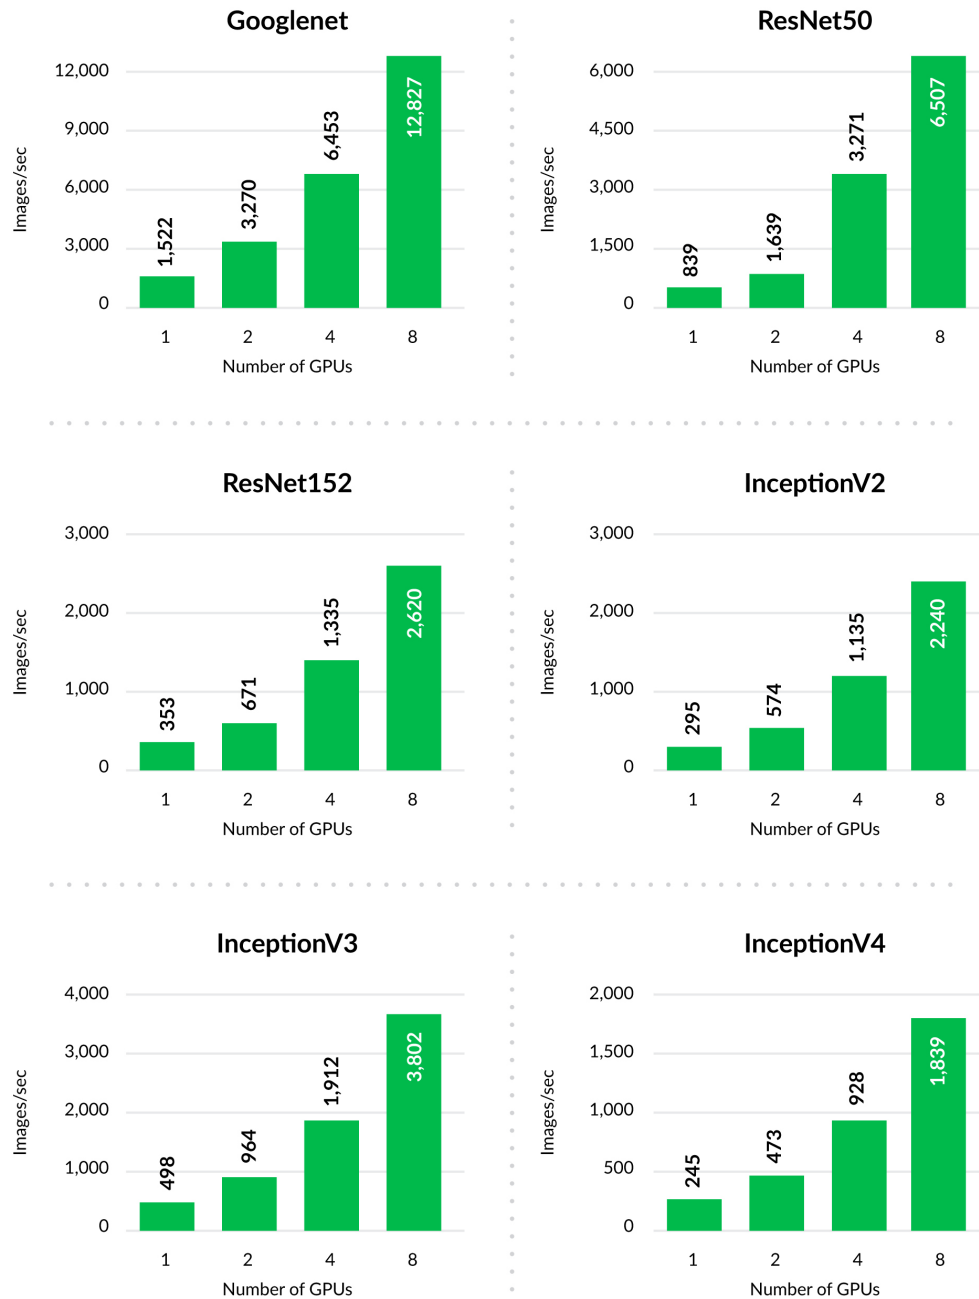 Googlenet
12,000
9,000
6,000
3,000
0
Images/sec
1,522
3,270
6,453
12,827
1 2 4 8
Number of GPUs
ResNet50
6,000
4,500
3,000
1,500
0
Images/sec
839
1,639
3,271
6,507
1 2 4 8
Number of GPUs
ResNet152
3,000
2,000
1,000
0
Images/sec
353
671
1,335
2,620
1 2 4 8
Number of GPUs
InceptionV2
3,000
2,000
1,000
0
Images/sec
295
574
1,135
2,240
1 2 4 8
Number of GPUs
InceptionV3
4,000
3,000
2,000
1,000
0
Images/sec
498
964
1,912
3,802
1 2 4 8
Number of GPUs
InceptionV4
2,000
1,500
1,000
500
0
Images/sec
245
473
928
1,839
1 2 4 8
Number of GPUs